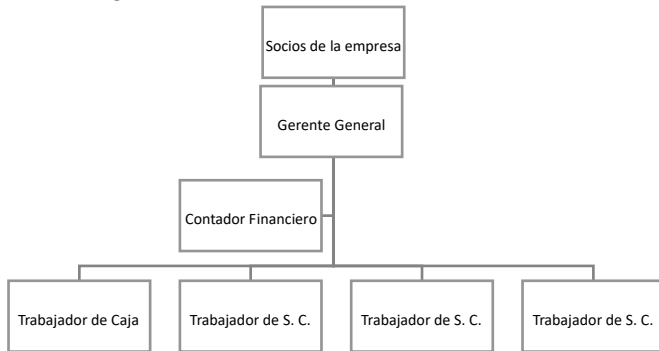 Socios de la empresa
Gerente General
Contador Financiero
Trabajador de Caja
Trabajador de S. C.
Trabajador de S. C.
Trabajador de S. C.